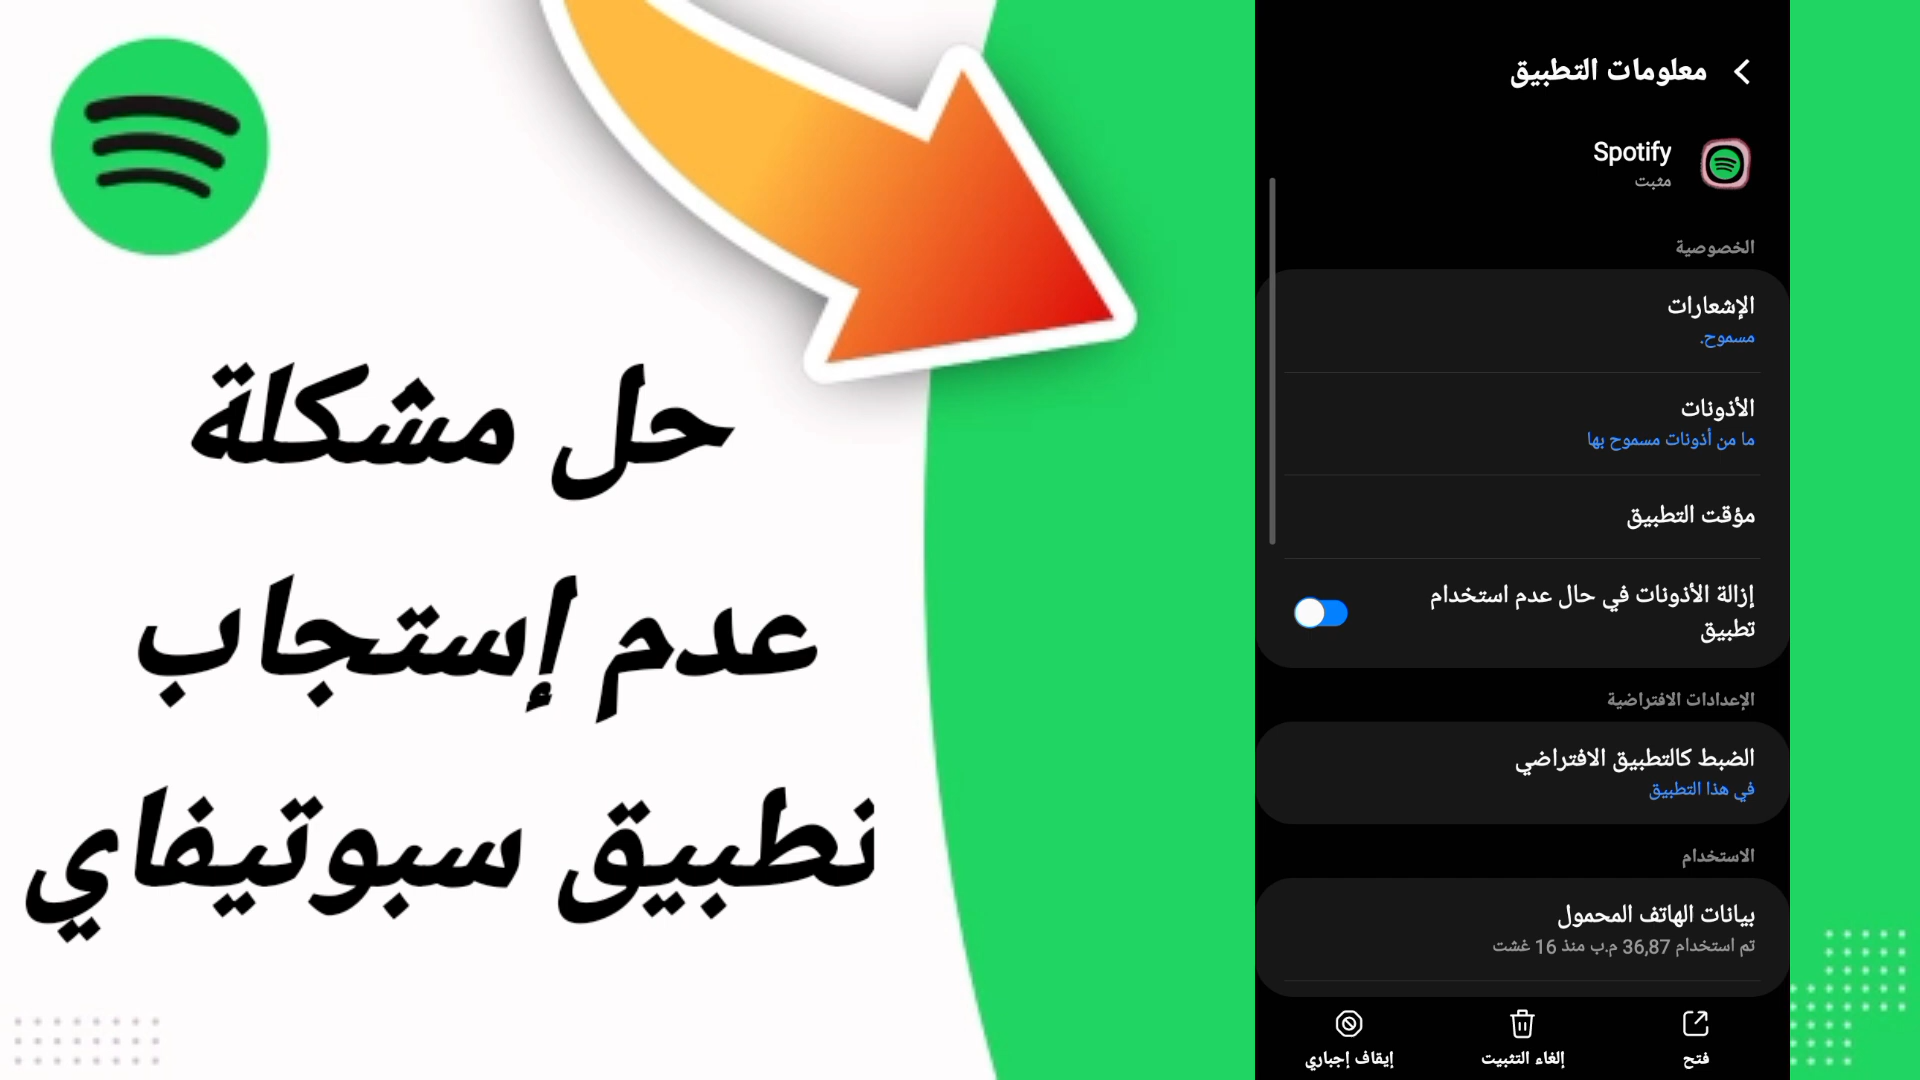 حل مشكلة
عدم إستجاب
نطبيق سبوتيفاي
معلومات التطبيق
Spotify
مثبت
الخصوصية
الإشعارات
مسموح.
الأذونات
ما من أذونات مسموح بها
مؤقت التطبيق
إزالة الأذونات في حال عدم استخدام
تطبيق
الإعدادات الافتراضية
الضبط كالتطبيق الافتراضي
في هذا التطبيق
الاستخدام
بيانات الهاتف المحمول
تم استخدام 36,87 م.ب منذ 16 غشت
فتح
إلغاء التثبيت
إيقاف إجباري